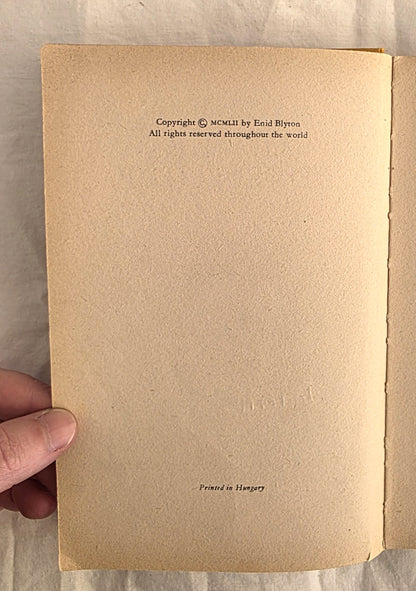 Copyright © MCMLII by Enid Blyton
All rights reserved throughout the world
Printed in Hungary